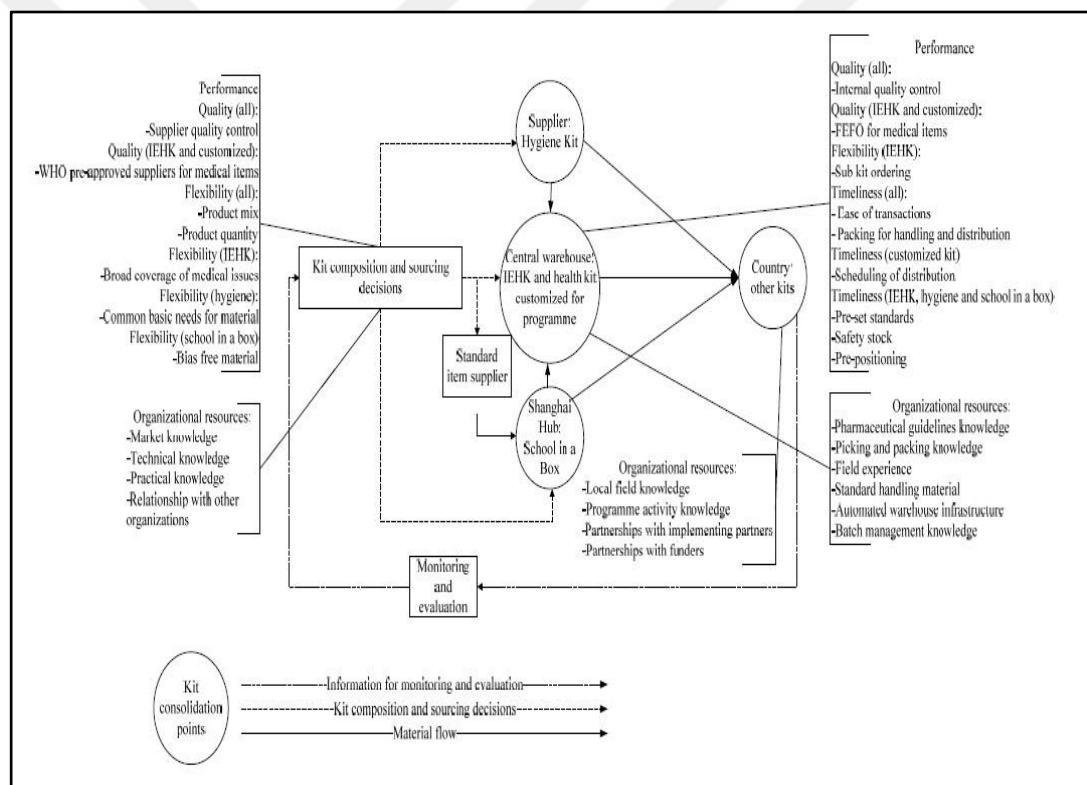 Performance
Quality (all):
-Supplier quality control
Quality (IEHK and customized):
-WHO pre-approved suppliers for medical items
Flexibility (all):
-Product mix
-Product quantity
Flexibility (IEHK):
-Broad coverage of medical issues
Flexibility (hygiene):
-Common basic needs for material
Flexibility (school in a box)
-Bias free material
Organizational resources:
-Market knowledge
-Technical knowledge
-Practical knowledge
-Relationship with other
organizations
Kit composition and sourcing
decisions
Supplier:
Hygiene Kit
Central warehouse:
IEHK and health kit
customized for
programme
Standard
item supplier
Shanghai
Hub:
School in a
Box
Country:
other kits
Monitoring
and
evaluation
Organizational resources:
-Local field knowledge
-Programme activity knowledge
-Partnerships with implementing partners
-Partnerships with funders
Performance
Quality (all):
-Internal quality control
Quality (IEHK and customized):
-FEFO for medical items
Flexibility (IEHK):
-Sub kit ordering
Timeliness (all):
-Ease of transactions
-Packing for handling and distribution
Timeliness (customized kit)
-Scheduling of distribution
Timeliness (IEHK, hygiene and school in a box)
-Pre-set standards
-Safety stock
-Pre-positioning
Organizational resources:
-Pharmaceutical guidelines knowledge
-Picking and packing knowledge
-Field experience
-Standard handling material
-Automated warehouse infrastructure
-Batch management knowledge
Kit
consolidation
points
Information for monitoring and evaluation
Kit composition and sourcing decisions
Material flow